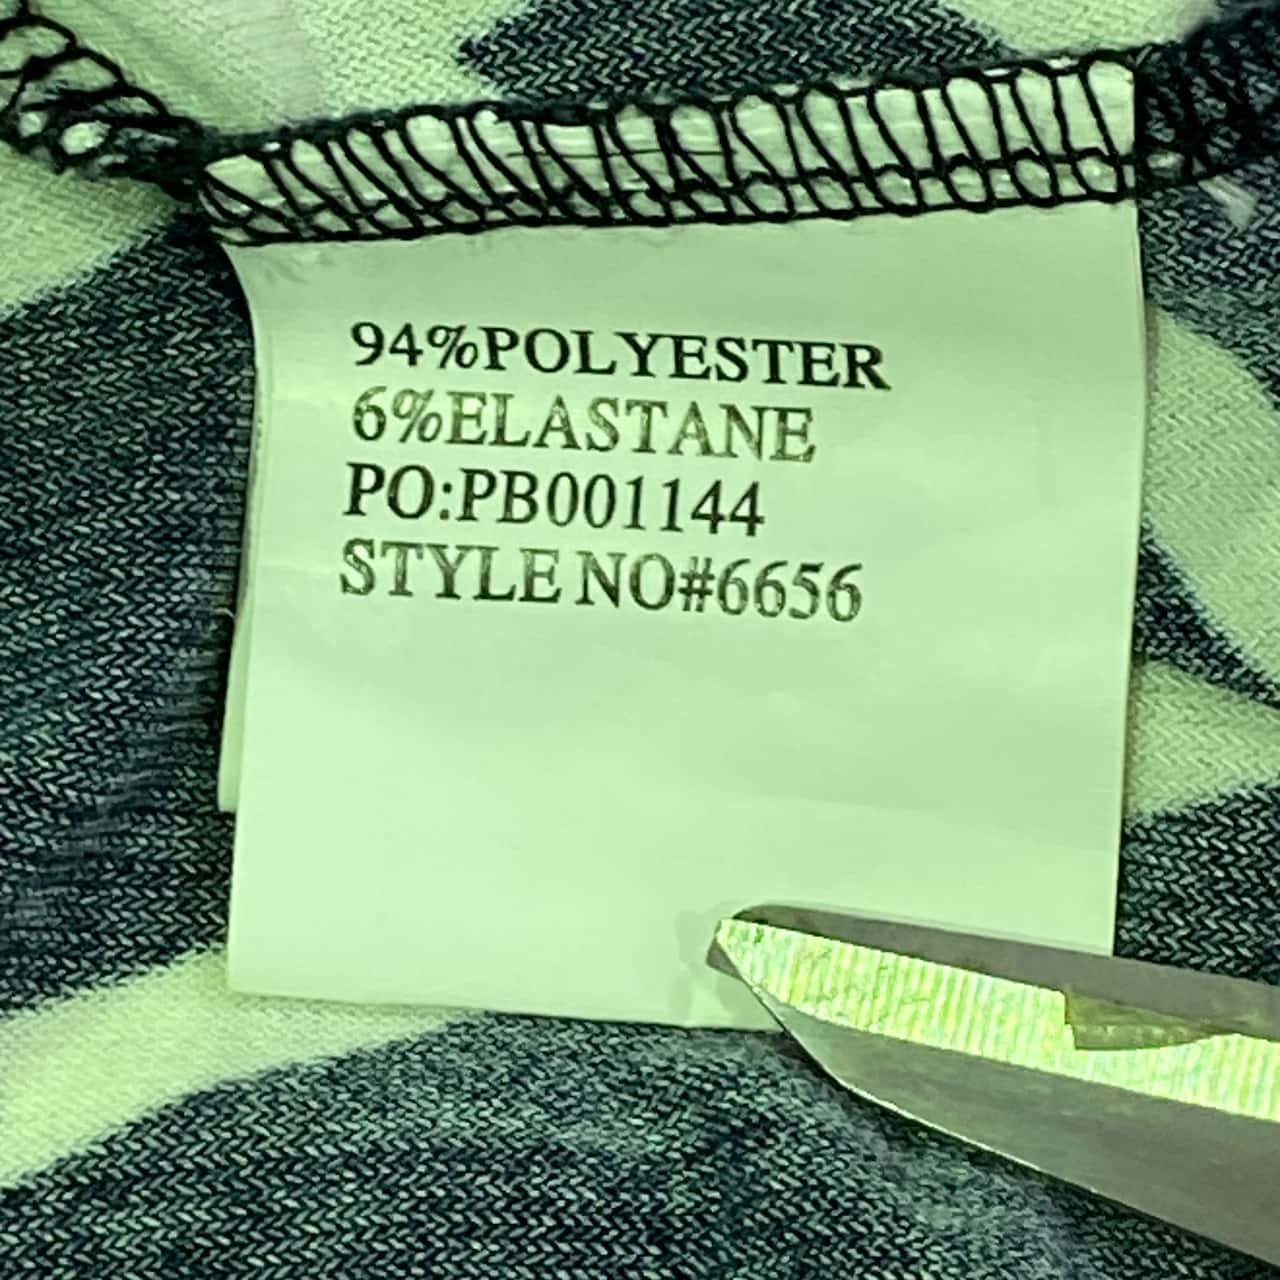 94%POLYESTER
6%ELASTANE
PO:PB001144
STYLE NO#6656